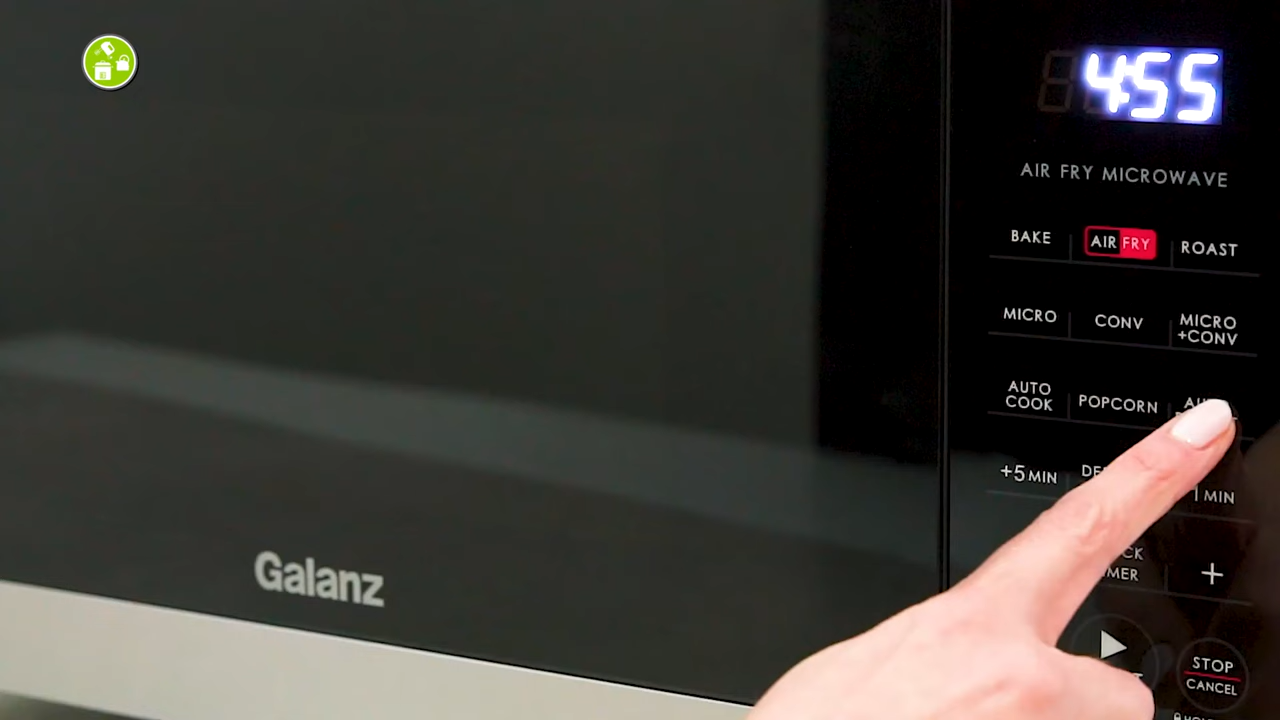 4:55
AIR FRY MICROWAVE
BAKE
AIR FRY
ROAST
MICRO
CONV
MICRO
+CONV
AUTO
COOK
POPCORN
+5 MIN
1 MIN
+
STOP
CANCEL
Galanz